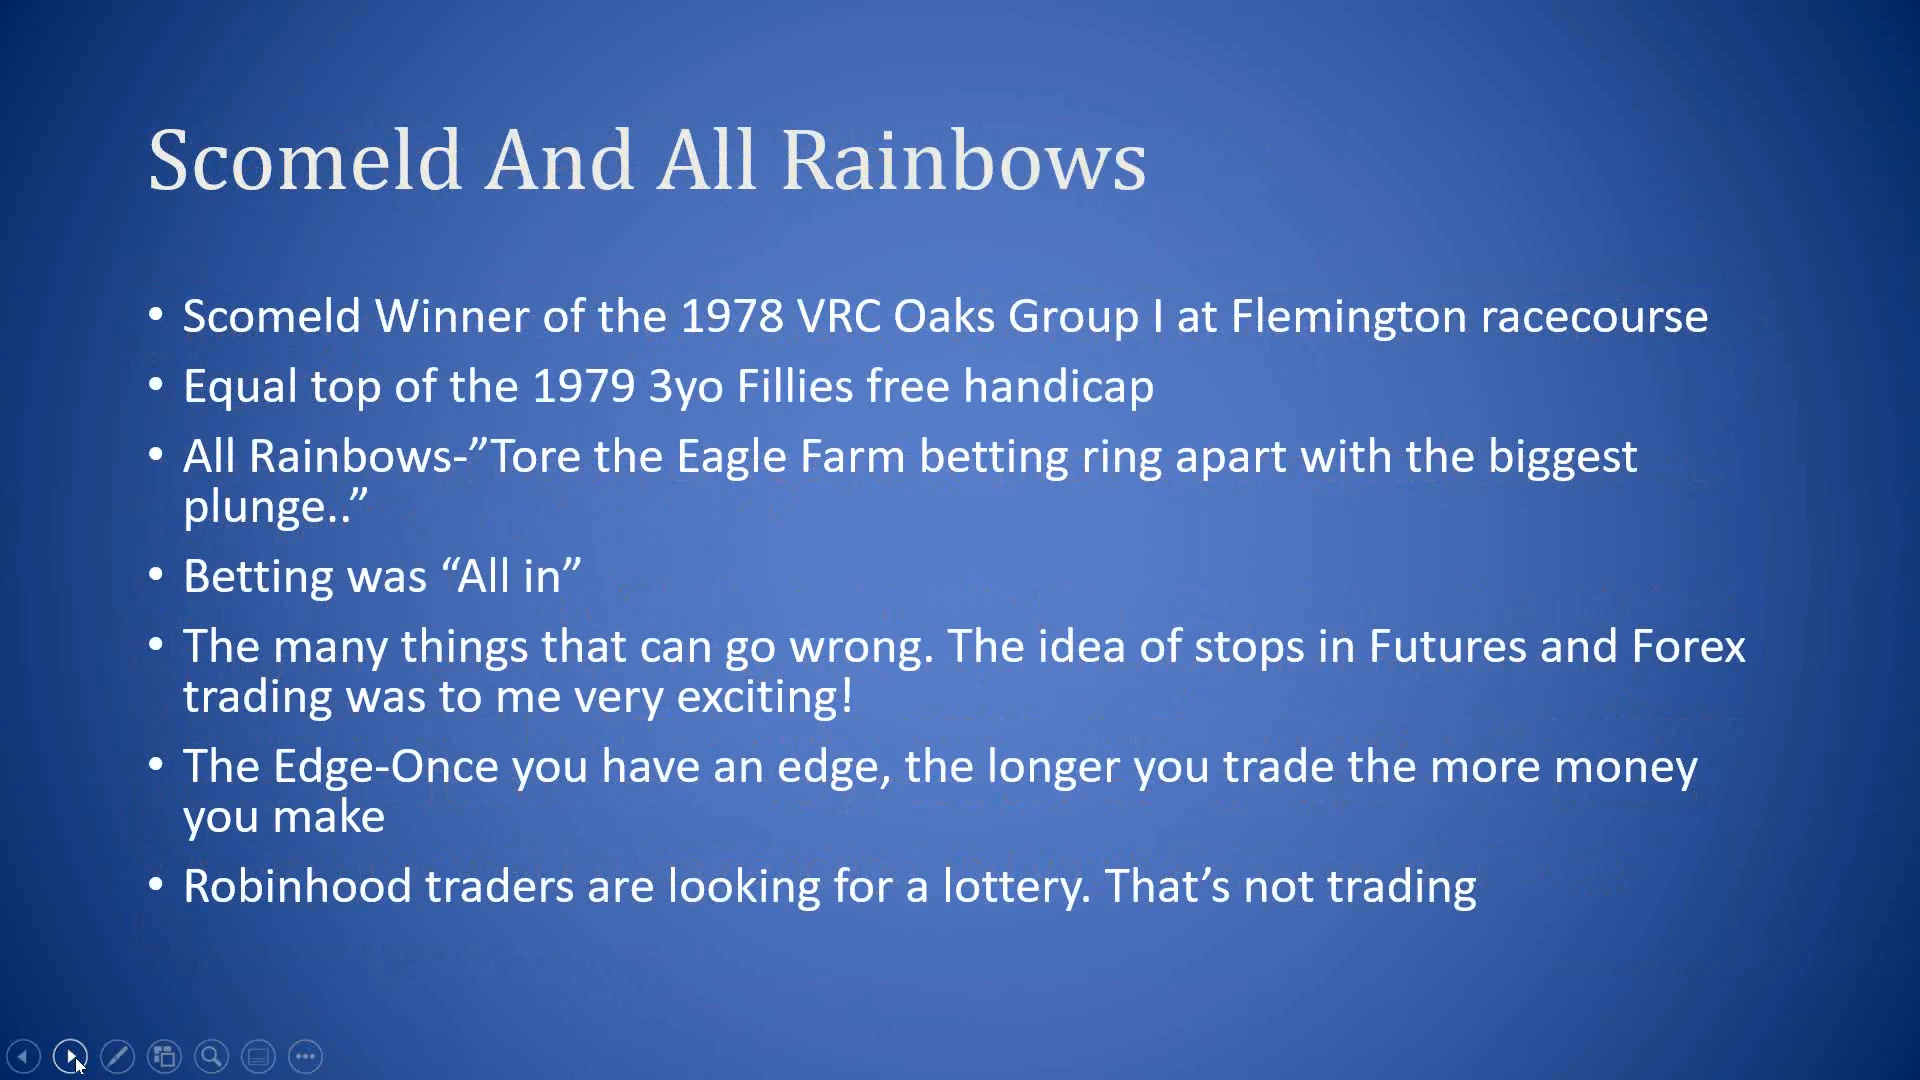 Scomeld And All Rainbows
• Scomeld Winner of the 1978 VRC Oaks Group I at Flemington racecourse
• Equal top of the 1979 3yo Fillies free handicap
• All Rainbows-”Tore the Eagle Farm betting ring apart with the biggest
plunge..”
• Betting was “All in”
• The many things that can go wrong. The idea of stops in Futures and Forex
trading was to me very exciting!
• The Edge-Once you have an edge, the longer you trade the more money
you make
• Robinhood traders are looking for a lottery. That’s not trading